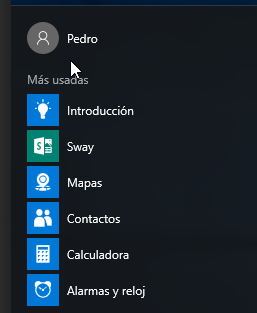 Pedro
Más usadas
Introducción
Sway
Mapas
Contactos
Calculadora
Alarmas y reloj